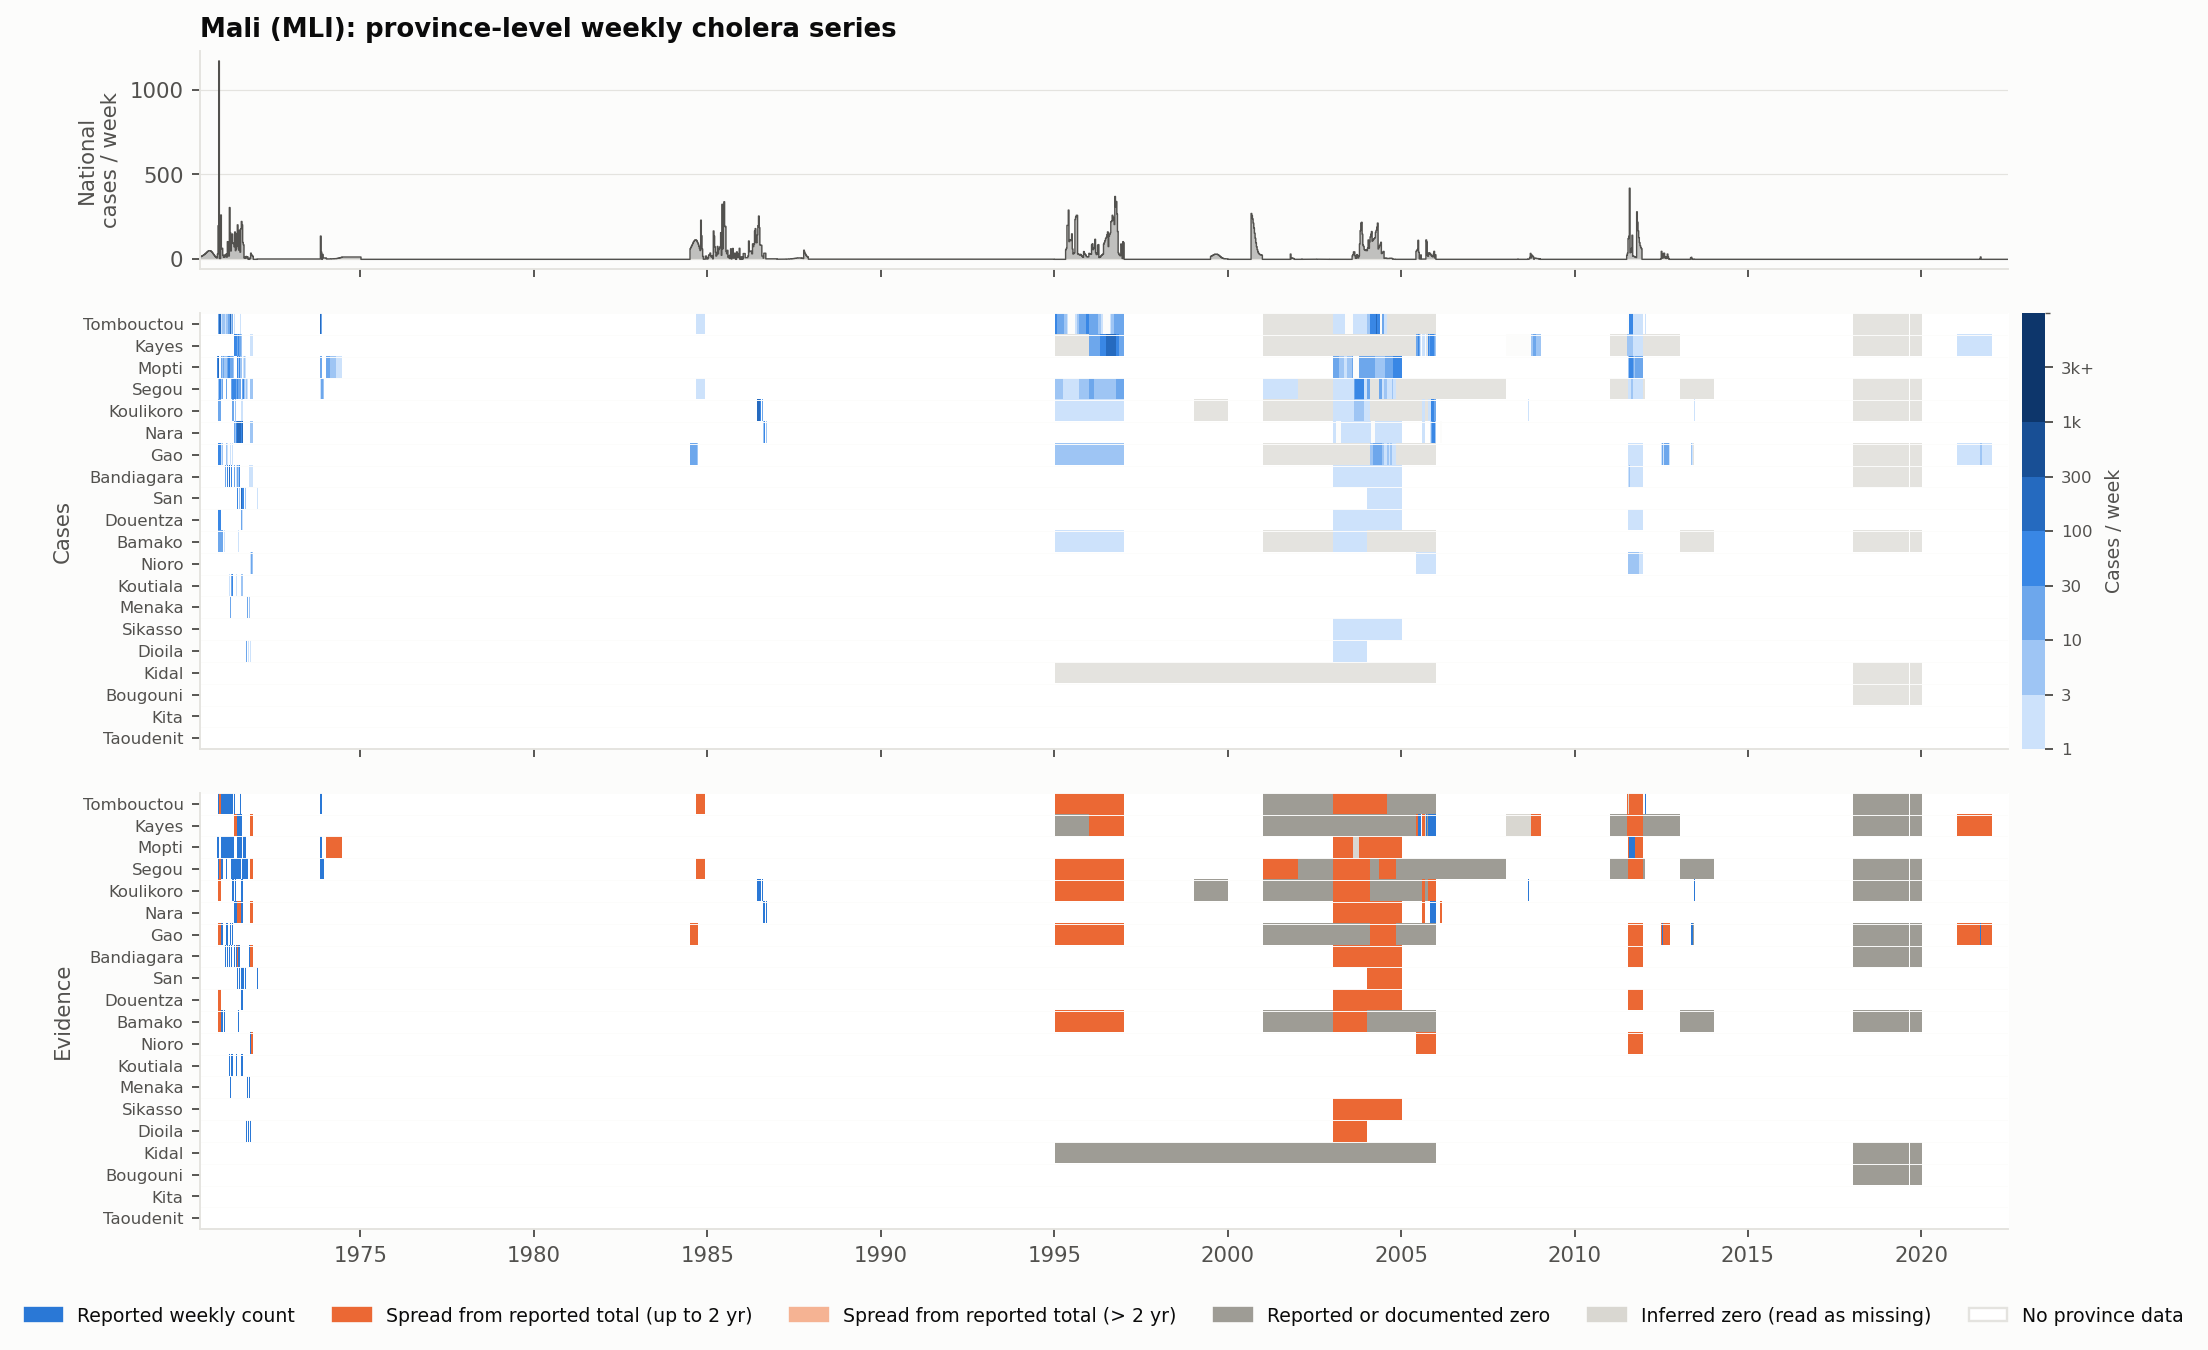 Mali (MLI): province-level weekly cholera series
National
cases / week
1000
500
0
Cases
Tombouctou
Kayes
Mopti
Segou
Koulikoro
Nara
Gao
Bandiagara
San
Douentza
Bamako
Nioro
Koutiala
Menaka
Sikasso
Dioila
Kidal
Bougouni
Kita
Taoudenit
3k+
1k
300
100
30
10
3
1
Cases / week
Evidence
Tombouctou
Kayes
Mopti
Segou
Koulikoro
Nara
Gao
Bandiagara
San
Douentza
Bamako
Nioro
Koutiala
Menaka
Sikasso
Dioila
Kidal
Bougouni
Kita
Taoudenit
1975 1980 1985 1990 1995 2000 2005 2010 2015 2020
Reported weekly count Spread from reported total (up to 2 yr) Spread from reported total (> 2 yr) Reported or documented zero Inferred zero (read as missing) No province data